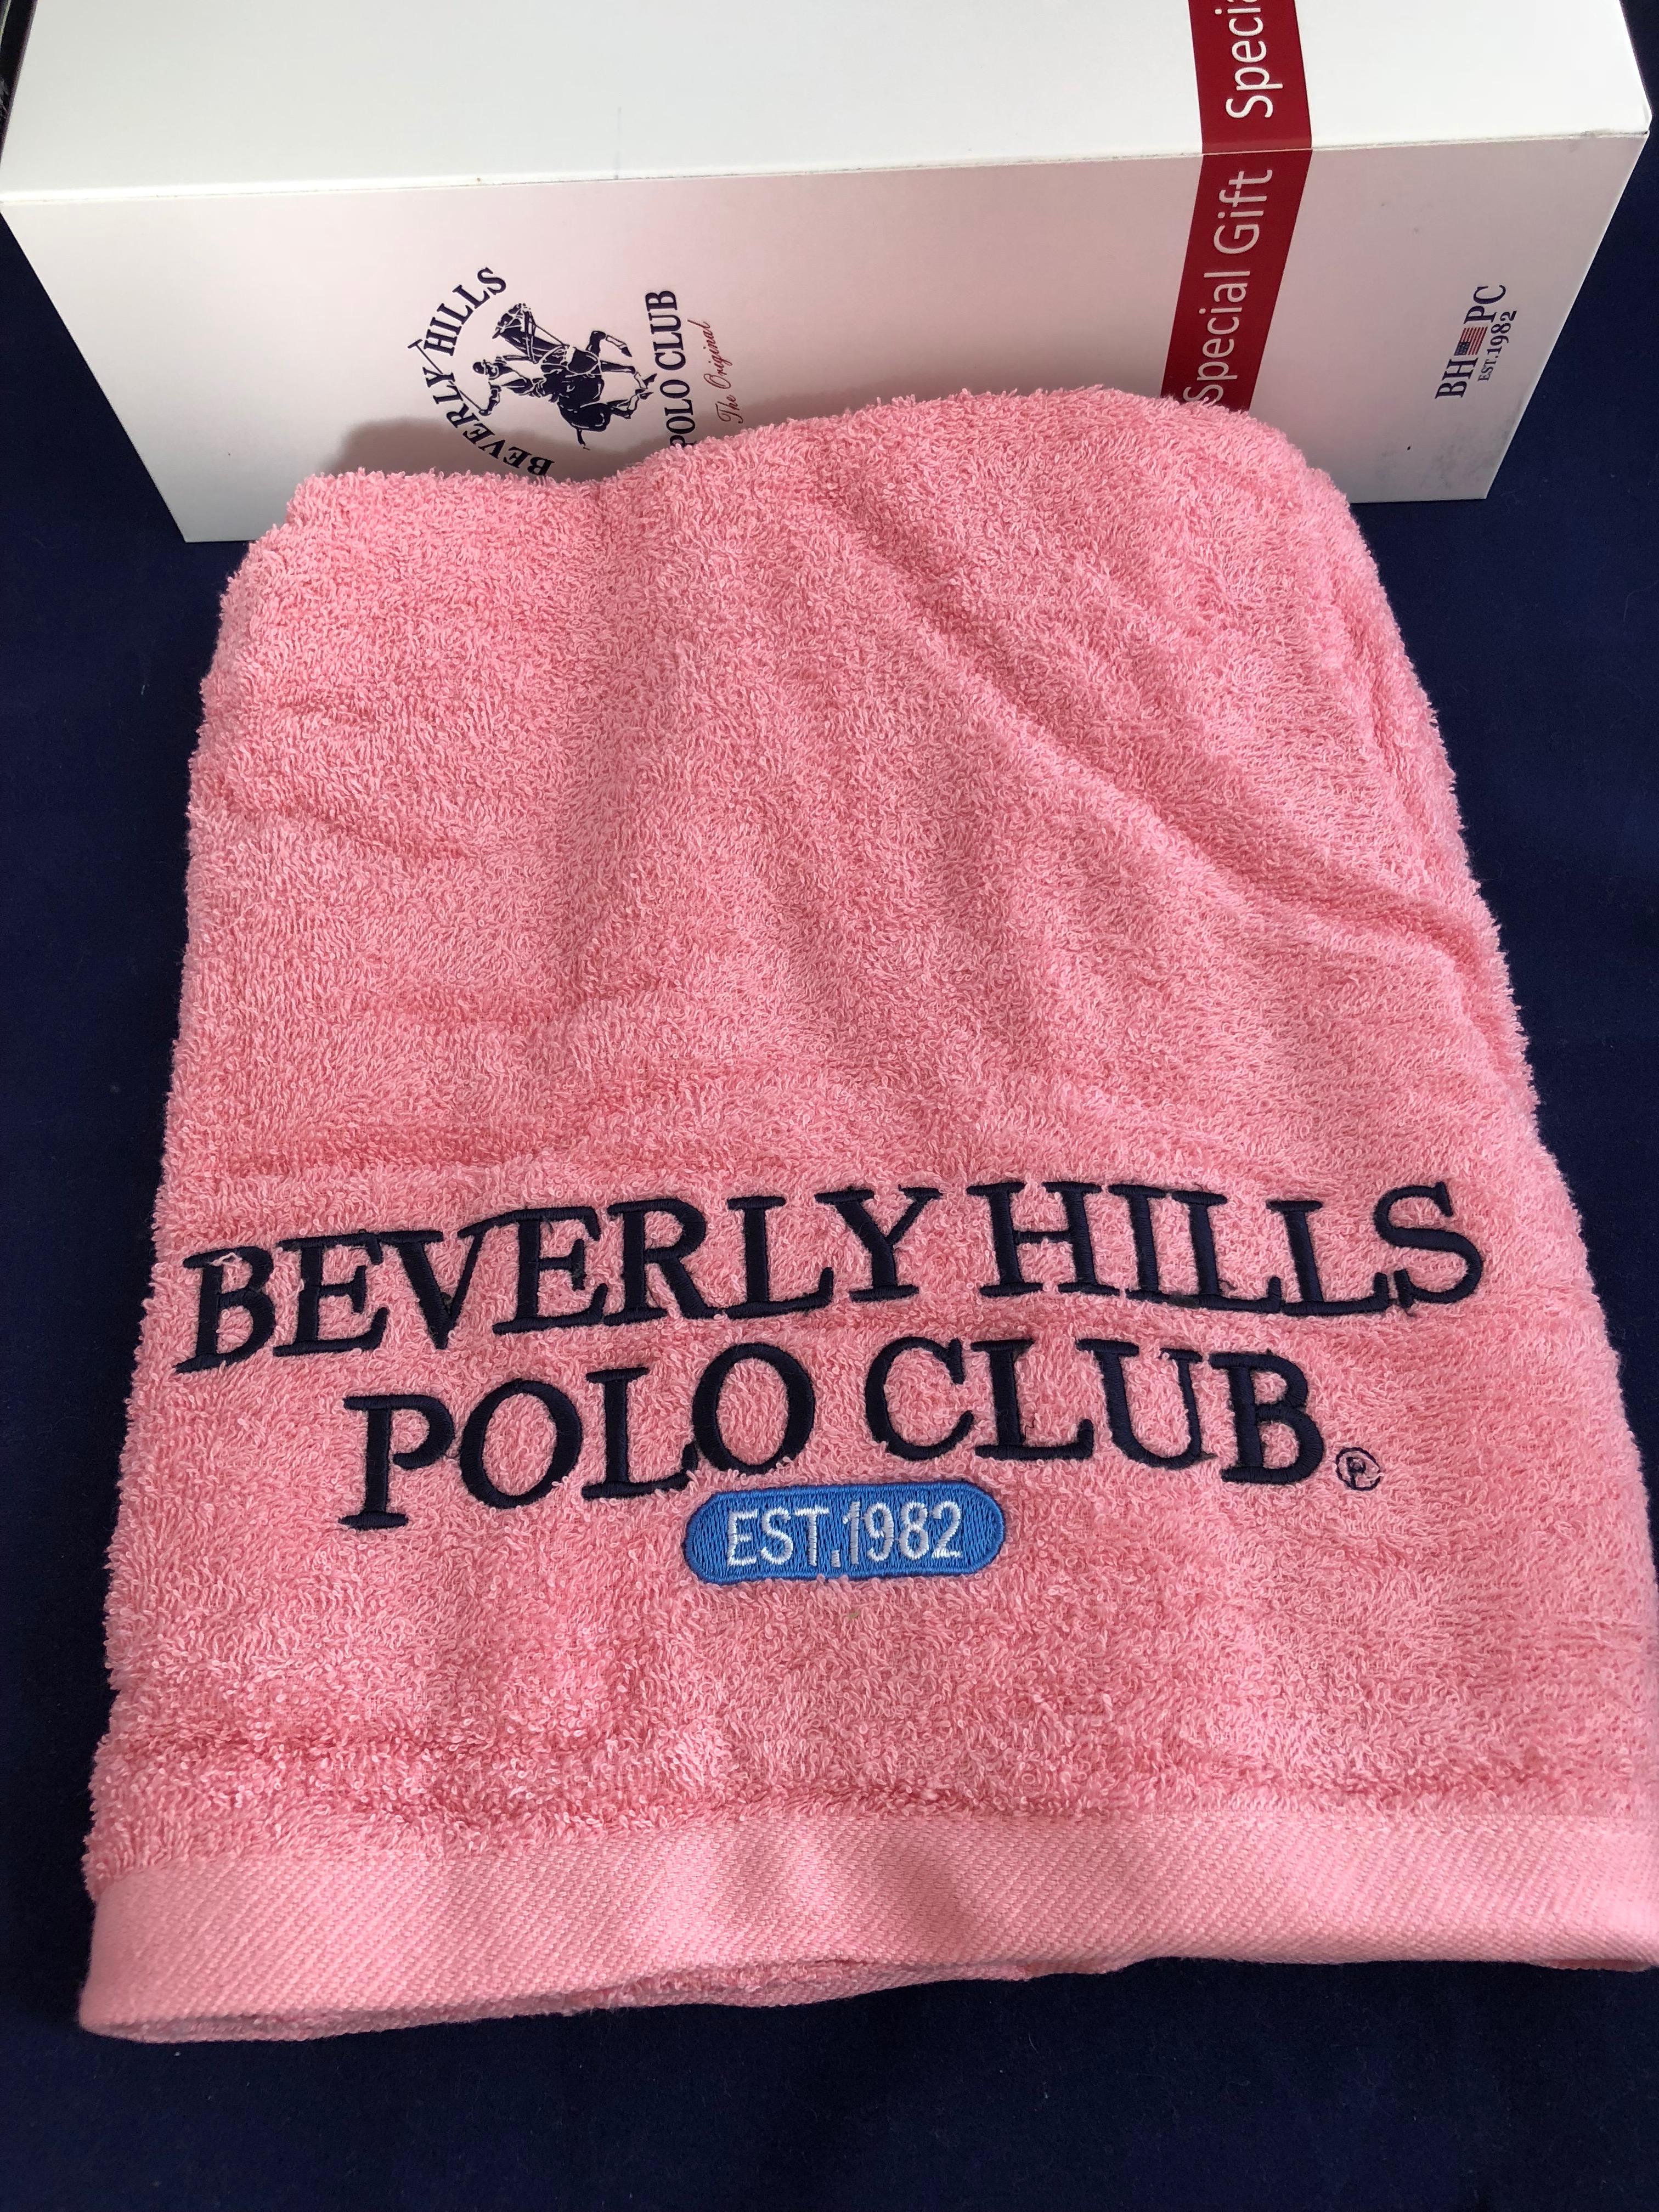 Specia
Special Gift
BEVERLY HILLS
POLO CLUB
The Original
BH PC
EST.1982
BEVERLY HILLS
POLO CLUB®
EST.1982